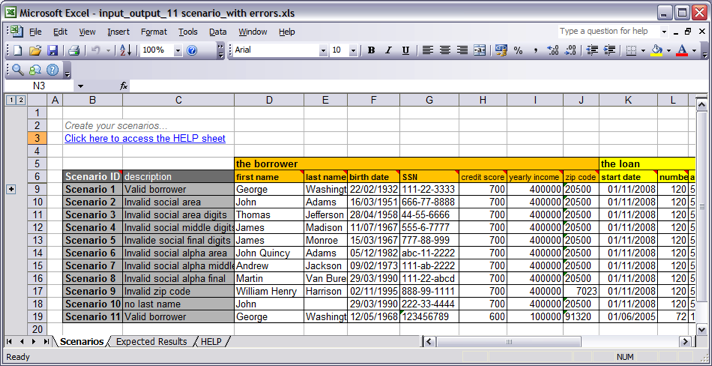 Microsoft Excel - input_output_11 scenario_with errors.xls
File Edit View Insert Format Tools Data Window Help Type a question for help
100% Arial 10 B I U
N3 fx
1 2 A B C D E F G H I J K L
1
2 Create your scenarios...
3 Click here to access the HELP sheet
4
5 the borrower the loan
6 Scenario ID description first name last name birth date SSN credit score yearly income zip code start date numbe
9 Scenario 1 Valid borrower George Washingt 22/02/1932 111-22-3333 700 400000 20500 01/11/2008 120 5
10 Scenario 2 Invalid social area John Adams 16/03/1951 666-77-8888 700 400000 20500 01/11/2008 120 5
11 Scenario 3 Invalid social area digits Thomas Jefferson 28/04/1958 44-55-6666 700 400000 20500 01/11/2008 120 5
12 Scenario 4 Invalid social middle digits James Madison 11/07/1967 555-6-7777 700 400000 20500 01/11/2008 120 5
13 Scenario 5 Invalide social final digits James Monroe 15/03/1967 777-88-999 700 400000 20500 01/11/2008 120 5
14 Scenario 6 Invalid social alpha area John Quincy Adams 05/12/1982 abc-11-2222 700 400000 20500 01/11/2008 120 5
15 Scenario 7 Invalid social alpha middle Andrew Jackson 09/02/1973 111-ab-2222 700 400000 20500 01/11/2008 120 5
16 Scenario 8 Invalid social alpha final Martin Van Bure 29/03/1990 111-22-abcd 700 400000 20500 01/11/2008 120 5
17 Scenario 9 Invalid zip code William Henry Harrison 02/11/1995 888-99-1111 700 400000 7023 01/11/2008 120 5
18 Scenario 10 no last name John 29/03/1990 222-33-4444 700 400000 20500 01/11/2008 120 5
19 Scenario 11 Valid borrower George Washingt 12/05/1968 123456789 600 100000 91320 01/06/2005 72 1
20
Scenarios Expected Results HELP
Ready NUM